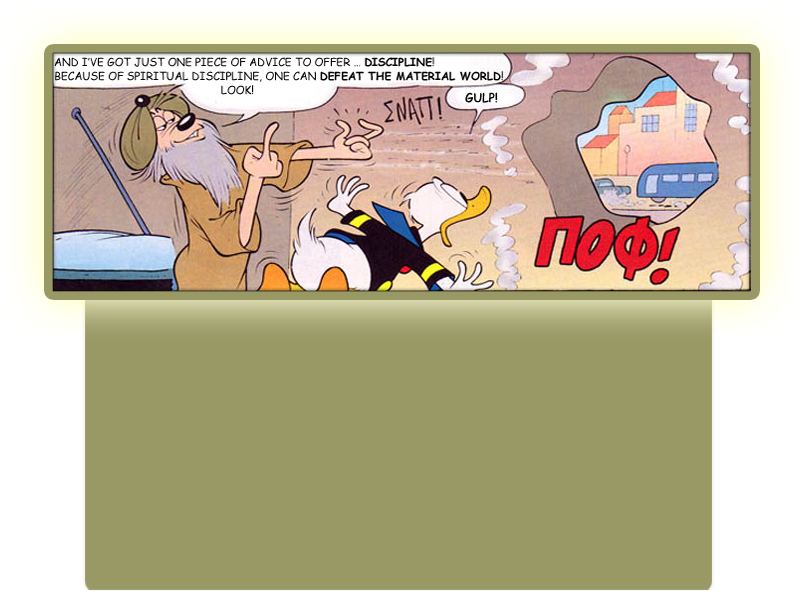 AND I'VE GOT JUST ONE PIECE OF ADVICE TO OFFER ... DISCIPLINE!
BECAUSE OF SPIRITUAL DISCIPLINE, ONE CAN DEFEAT THE MATERIAL WORLD!
LOOK!
GULP!
ΣΝΑΠ!
ΠΟΦ!